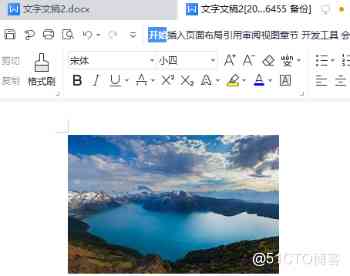 文字文稿2.docx
文字文稿2[20...6455 备份]
开始 插入 页面布局 引用 审阅 视图 章节 开发工具 会
剪切
宋体 小四 A⁺ A⁻ wén
复制 格式刷 B I U A X² X₂ A A A
@51CTO博客